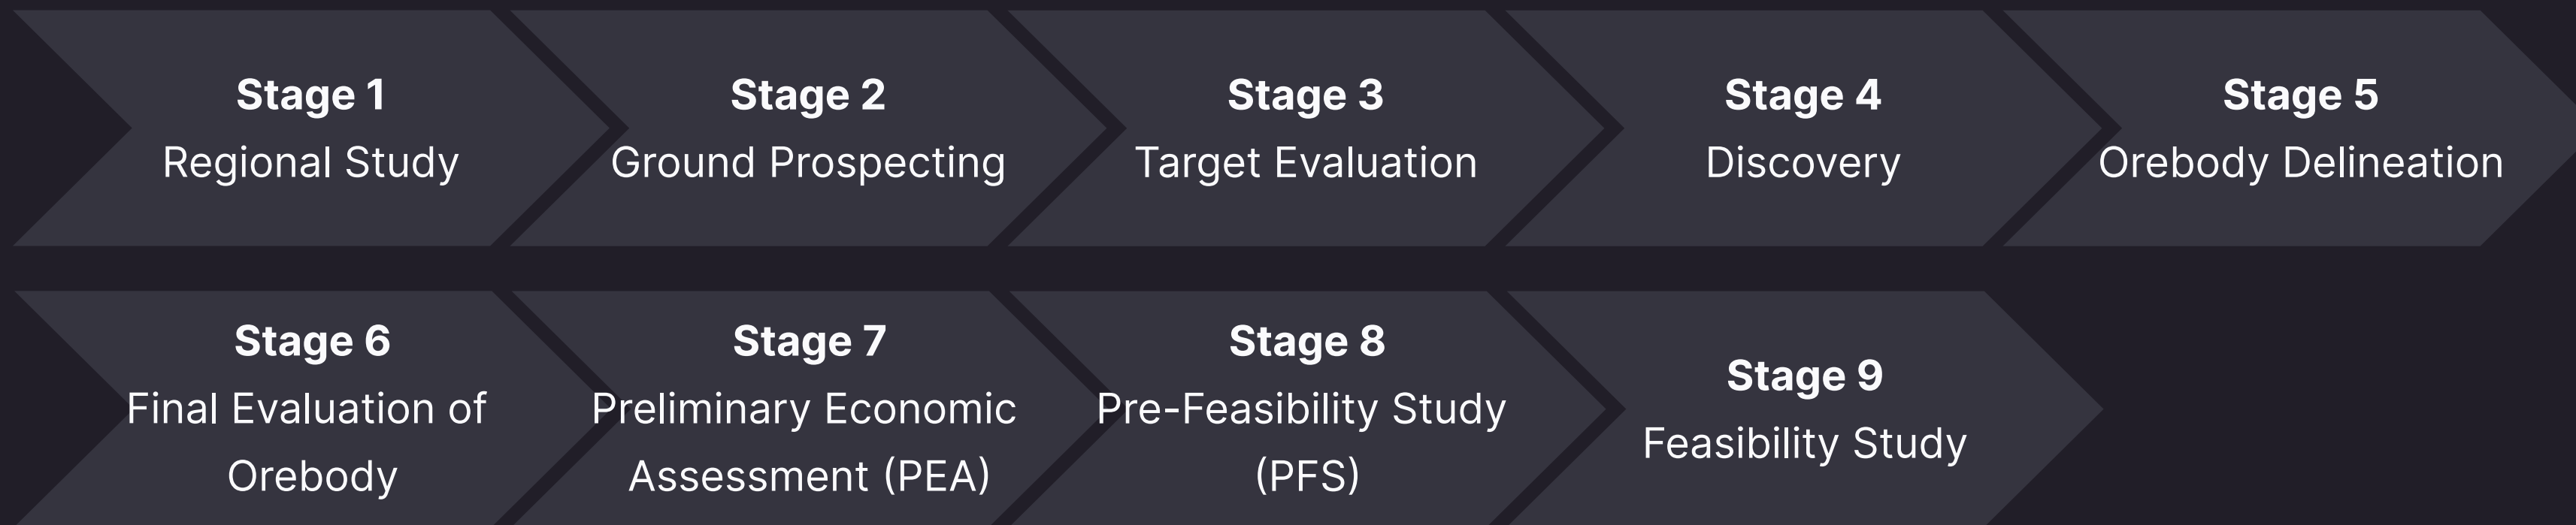 Stage 1
Regional Study
Stage 2
Ground Prospecting
Stage 3
Target Evaluation
Stage 4
Discovery
Stage 5
Orebody Delineation
Stage 6
Final Evaluation of
Orebody
Stage 7
Preliminary Economic
Assessment (PEA)
Stage 8
Pre-Feasibility Study
(PFS)
Stage 9
Feasibility Study